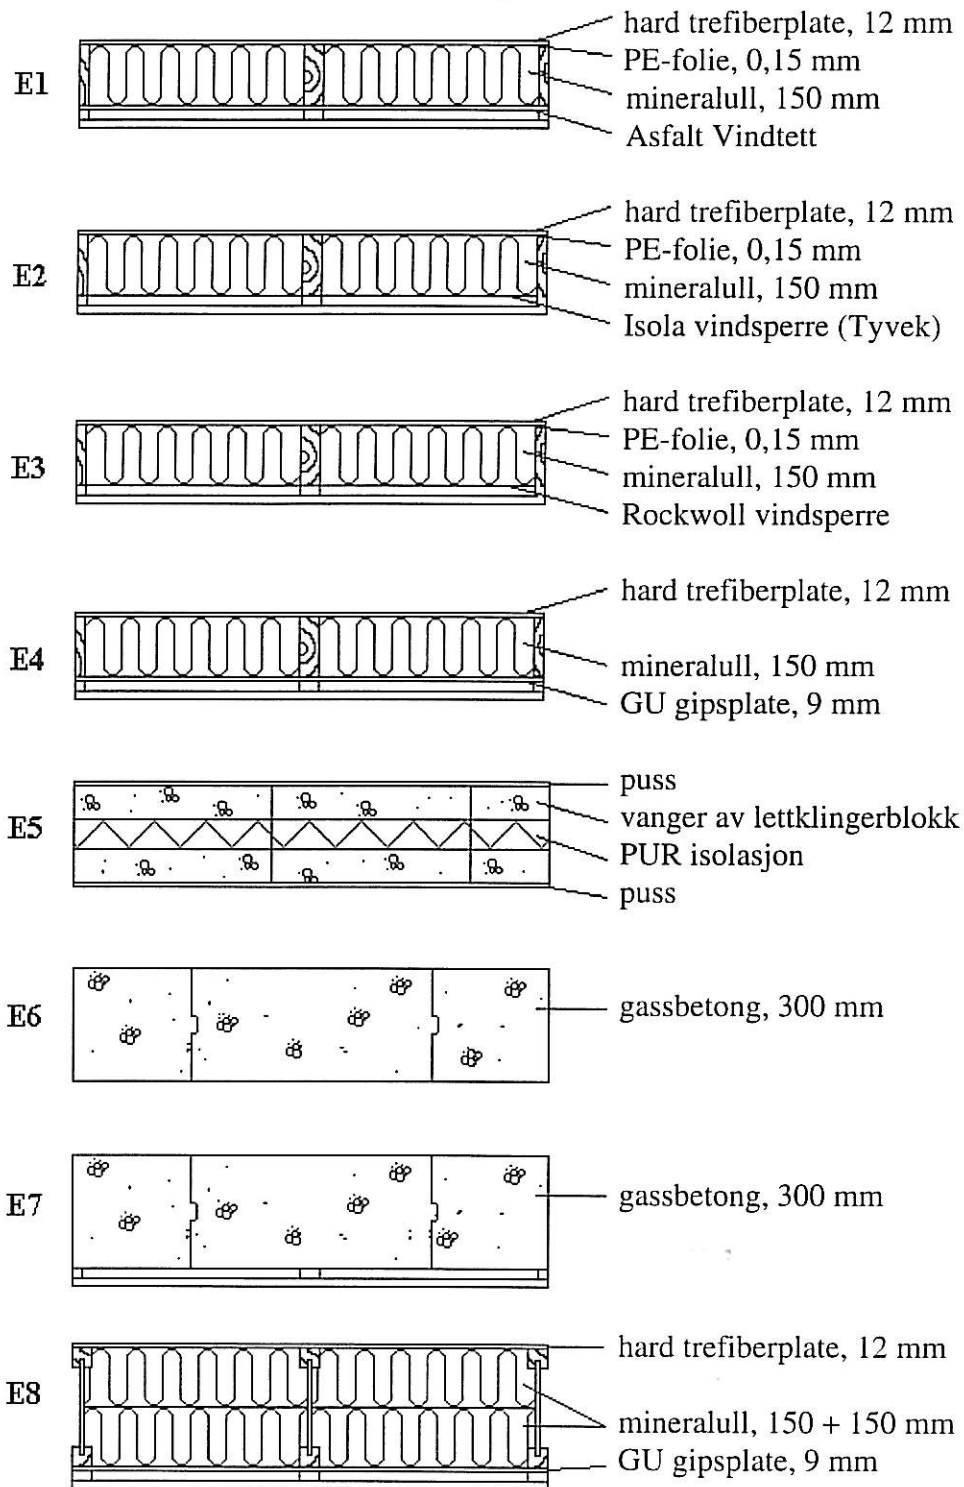 E1
hard trefiberplate, 12 mm
PE-folie, 0,15 mm
mineralull, 150 mm
Asfalt Vindtett
E2
hard trefiberplate, 12 mm
PE-folie, 0,15 mm
mineralull, 150 mm
Isola vindsperre (Tyvek)
E3
hard trefiberplate, 12 mm
PE-folie, 0,15 mm
mineralull, 150 mm
Rockwoll vindsperre
E4
hard trefiberplate, 12 mm
mineralull, 150 mm
GU gipsplate, 9 mm
E5
puss
vanger av lettklingerblokk
PUR isolasjon
puss
E6
gassbetong, 300 mm
E7
gassbetong, 300 mm
E8
hard trefiberplate, 12 mm
mineralull, 150 + 150 mm
GU gipsplate, 9 mm